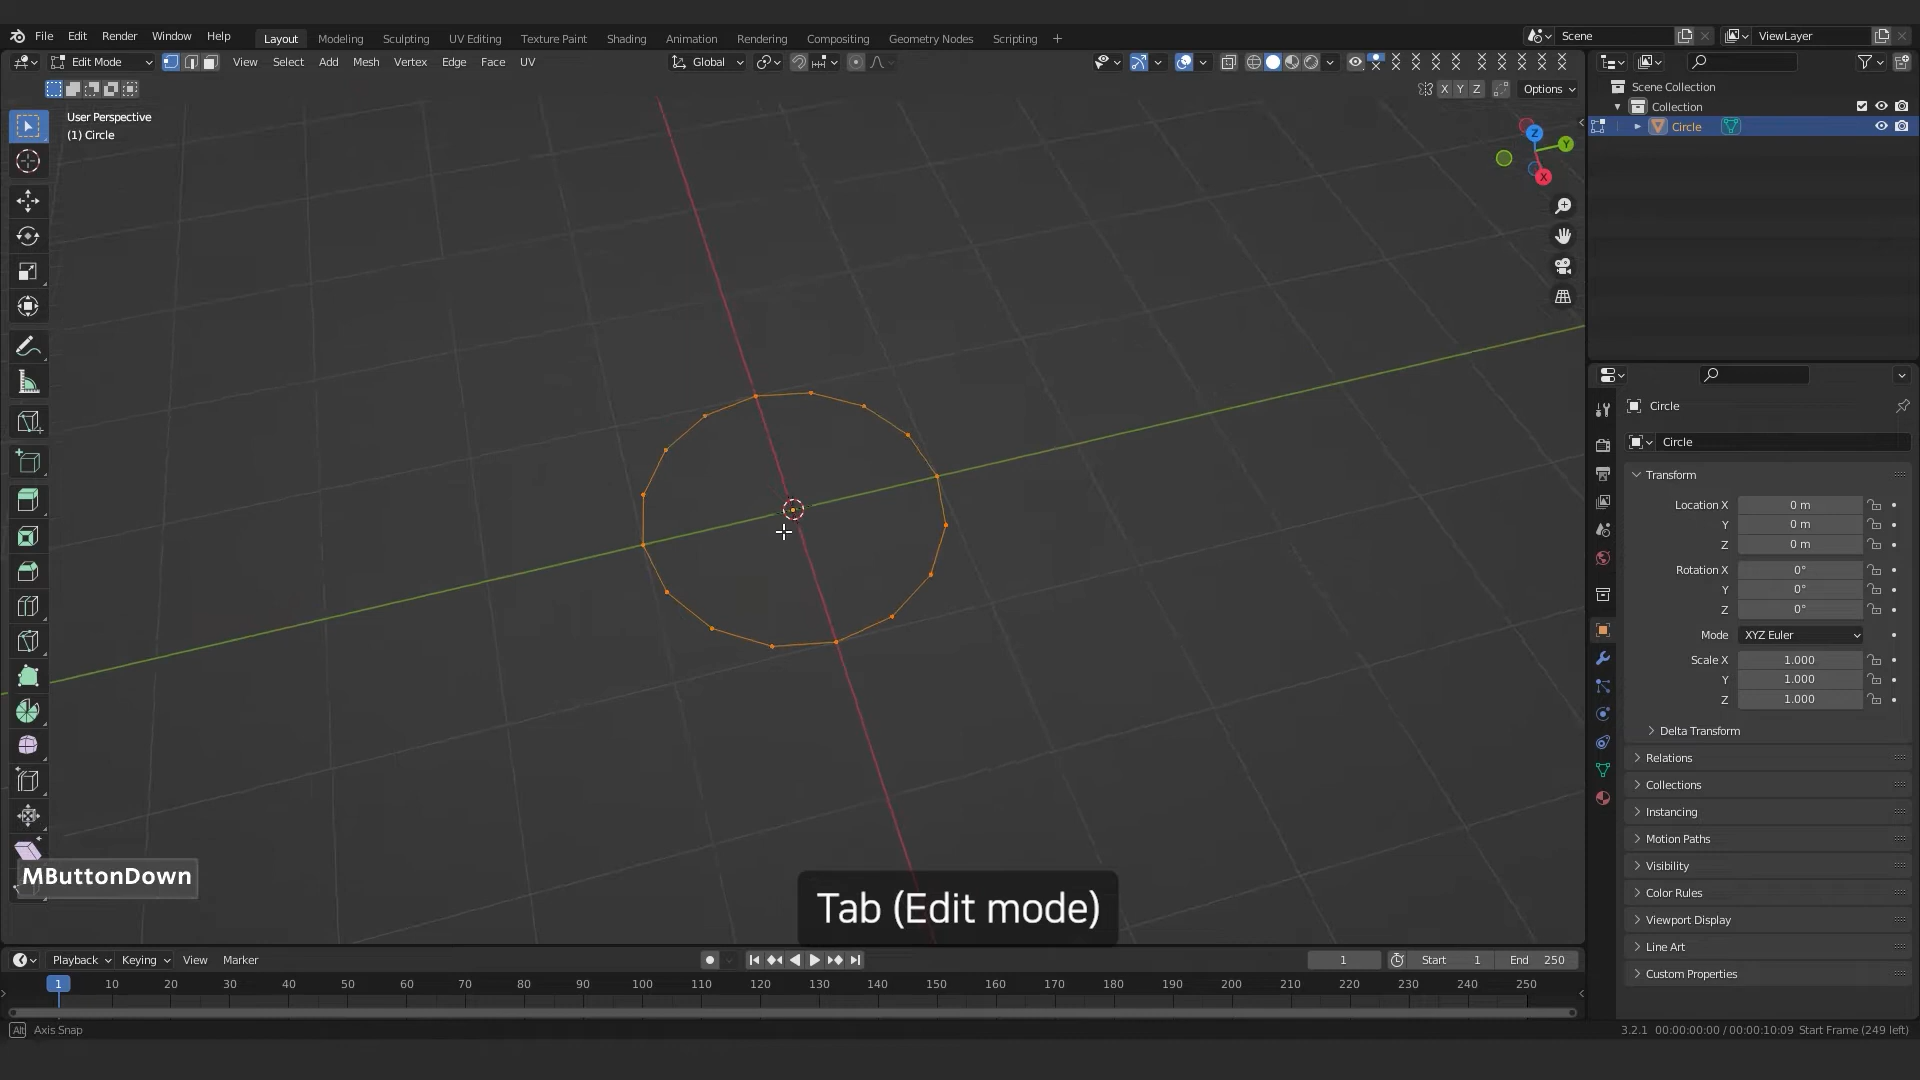 File Edit Render Window Help Layout Modeling Sculpting UV Editing Texture Paint Shading Animation Rendering Compositing Geometry Nodes Scripting + Scene ViewLayer
Edit Mode View Select Add Mesh Vertex Edge Face UV Global
X Y Z Options
User Perspective
(1) Circle
Z
Y
X
Scene Collection
Collection
Circle
Circle
Circle
Transform
Location X 0 m
Y 0 m
Z 0 m
Rotation X 0°
Y 0°
Z 0°
Mode XYZ Euler
Scale X 1.000
Y 1.000
Z 1.000
Delta Transform
Relations
Collections
Instancing
Motion Paths
Visibility
Color Rules
Viewport Display
Line Art
Custom Properties
MButtonDown
Tab (Edit mode)
Playback Keying View Marker 1 Start 1 End 250
1 10 20 30 40 50 60 70 80 90 100 110 120 130 140 150 160 170 180 190 200 210 220 230 240 250
Alt Axis Snap 3.2.1 00:00:00:00 / 00:00:10:09 Start Frame (249 left)